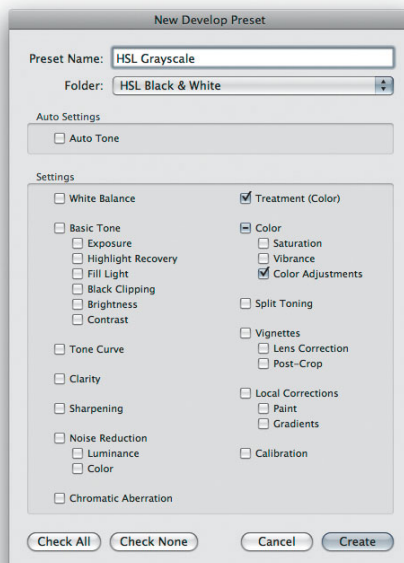 New Develop Preset
Preset Name: HSL Grayscale
Folder: HSL Black & White
Auto Settings
Auto Tone
Settings
White Balance
Basic Tone
Exposure
Highlight Recovery
Fill Light
Black Clipping
Brightness
Contrast
Tone Curve
Clarity
Sharpening
Noise Reduction
Luminance
Color
Chromatic Aberration
Treatment (Color)
Color
Saturation
Vibrance
Color Adjustments
Split Toning
Vignettes
Lens Correction
Post-Crop
Local Corrections
Paint
Gradients
Calibration
Check All
Check None
Cancel
Create